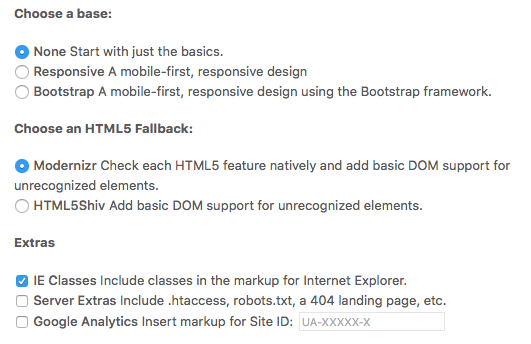 Choose a base:
None Start with just the basics.
Responsive A mobile-first, responsive design
Bootstrap A mobile-first, responsive design using the Bootstrap framework.
Choose an HTML5 Fallback:
Modernizr Check each HTML5 feature natively and add basic DOM support for
unrecognized elements.
HTML5Shiv Add basic DOM support for unrecognized elements.
Extras
IE Classes Include classes in the markup for Internet Explorer.
Server Extras Include .htaccess, robots.txt, a 404 landing page, etc.
Google Analytics Insert markup for Site ID: UA-XXXXX-X